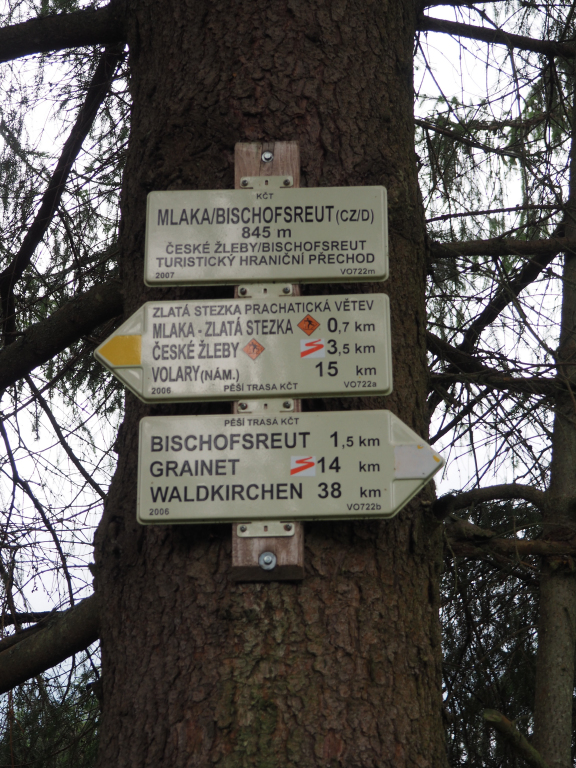 KČT
MLAKA/BISCHOFSREUT (CZ/D)
845 m
ČESKÉ ŽLEBY/BISCHOFSREUT
TURISTICKÝ HRANIČNÍ PŘECHOD
2007 VO722m
ZLATÁ STEZKA PRACHATICKÁ VĚTEV
MLAKA - ZLATÁ STEZKA 0,7 km
ČESKÉ ŽLEBY 3,5 km
VOLARY (NÁM.) 15 km
2006 PĚŠÍ TRASA KČT VO722a
PĚŠÍ TRASA KČT
BISCHOFSREUT 1,5 km
GRAINET 14 km
WALDKIRCHEN 38 km
2006 VO722b